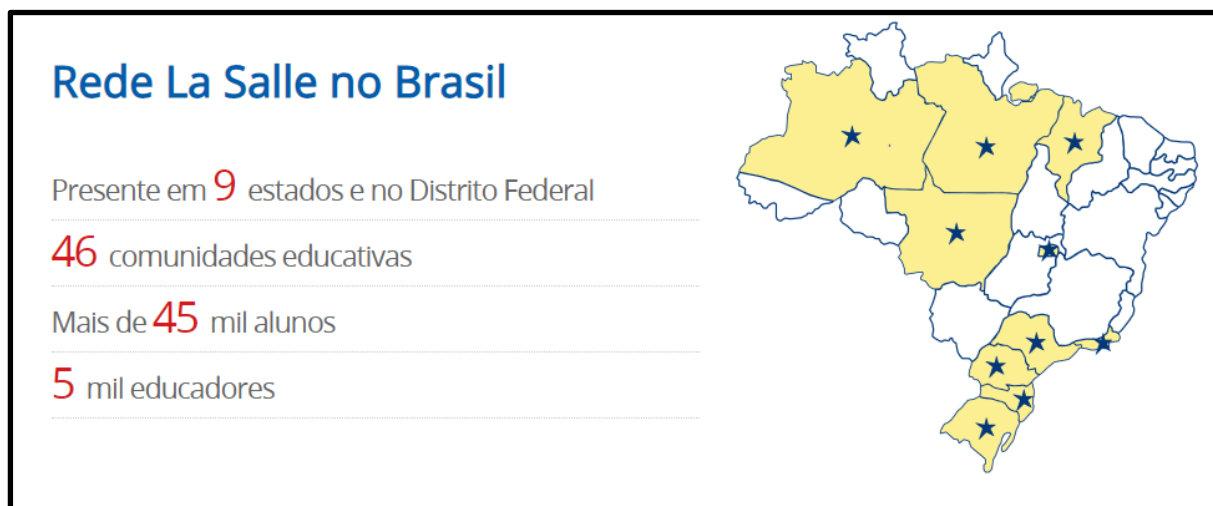 Rede La Salle no Brasil
Presente em 9 estados e no Distrito Federal
46 comunidades educativas
Mais de 45 mil alunos
5 mil educadores